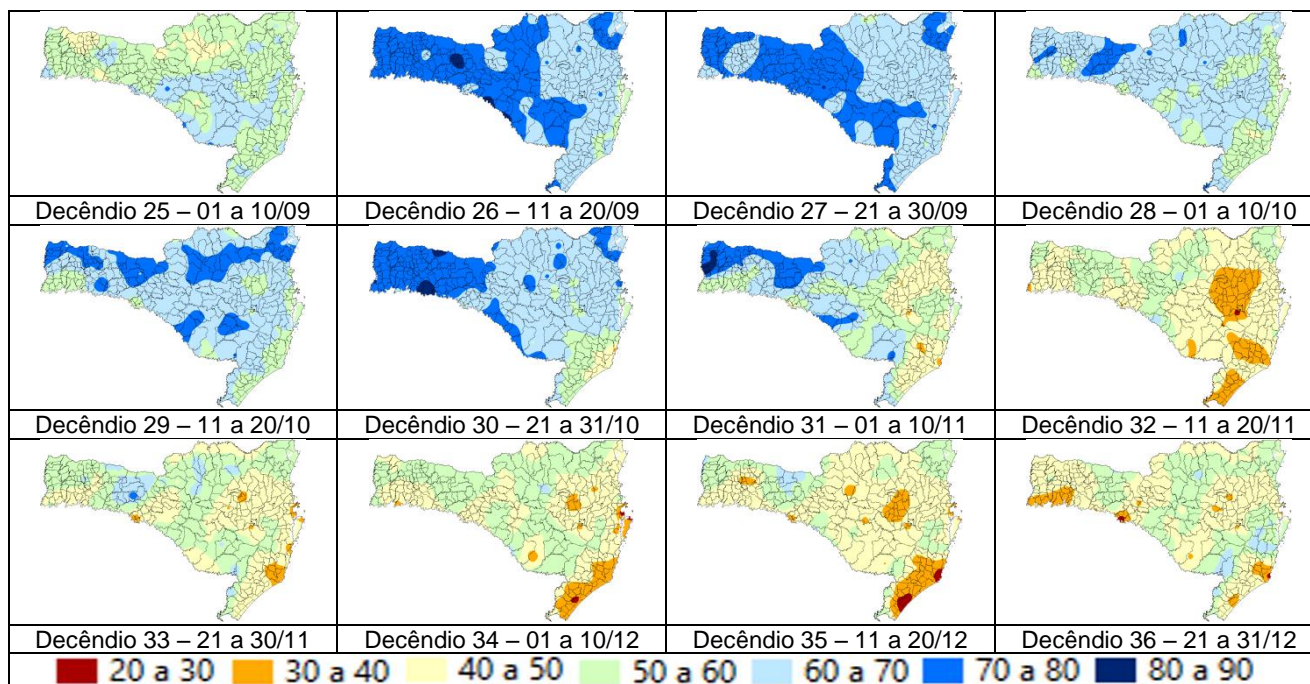 Decêndio 25 – 01 a 10/09
Decêndio 26 – 11 a 20/09
Decêndio 27 – 21 a 30/09
Decêndio 28 – 01 a 10/10
Decêndio 29 – 11 a 20/10
Decêndio 30 – 21 a 31/10
Decêndio 31 – 01 a 10/11
Decêndio 32 – 11 a 20/11
Decêndio 33 – 21 a 30/11
Decêndio 34 – 01 a 10/12
Decêndio 35 – 11 a 20/12
Decêndio 36 – 21 a 31/12
20 a 30 30 a 40 40 a 50 50 a 60 60 a 70 70 a 80 80 a 90